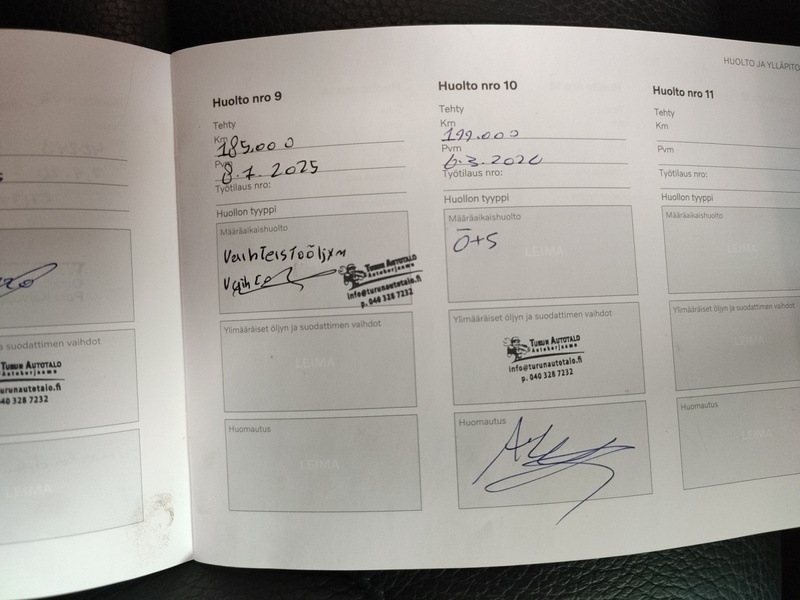 HUOLTO JA YLLÄPITO
Huolto nro 9
Tehty
Km
185.000
Pvm
8.7.2025
Työtilaus nro:
Huollon tyyppi
Määräaikaishuolto
VaihteistoÖljyn
Vaihto
TURUN AUTOTALO
Autokorjaamo
info@turunautotalo.fi
p. 040 328 7232
Ylimääräiset öljyn ja suodattimen vaihdot
LEIMA
Huomautus
LEIMA
Huolto nro 10
Tehty
Km
199.000
Pvm
6.3.2026
Työtilaus nro:
Huollon tyyppi
Määräaikaishuolto
LEIMA
Ö+S
Ylimääräiset öljyn ja suodattimen vaihdot
TURUN AUTOTALO
Autokorjaamo
info@turunautotalo.fi
p. 040 328 7232
Huomautus
Huolto nro 11
Tehty
Km
Pvm
Työtilaus nro:
Huollon tyyppi
Määräaikaishuolto
LEIMA
Ylimääräiset öljyn ja suodattimen
LEIMA
Huomautus
LEIMA
a suodattimen vaihdot
TURUN AUTOTALO
Autokorjaamo
turunautotalo.fi
040 328 7232
LEIMA